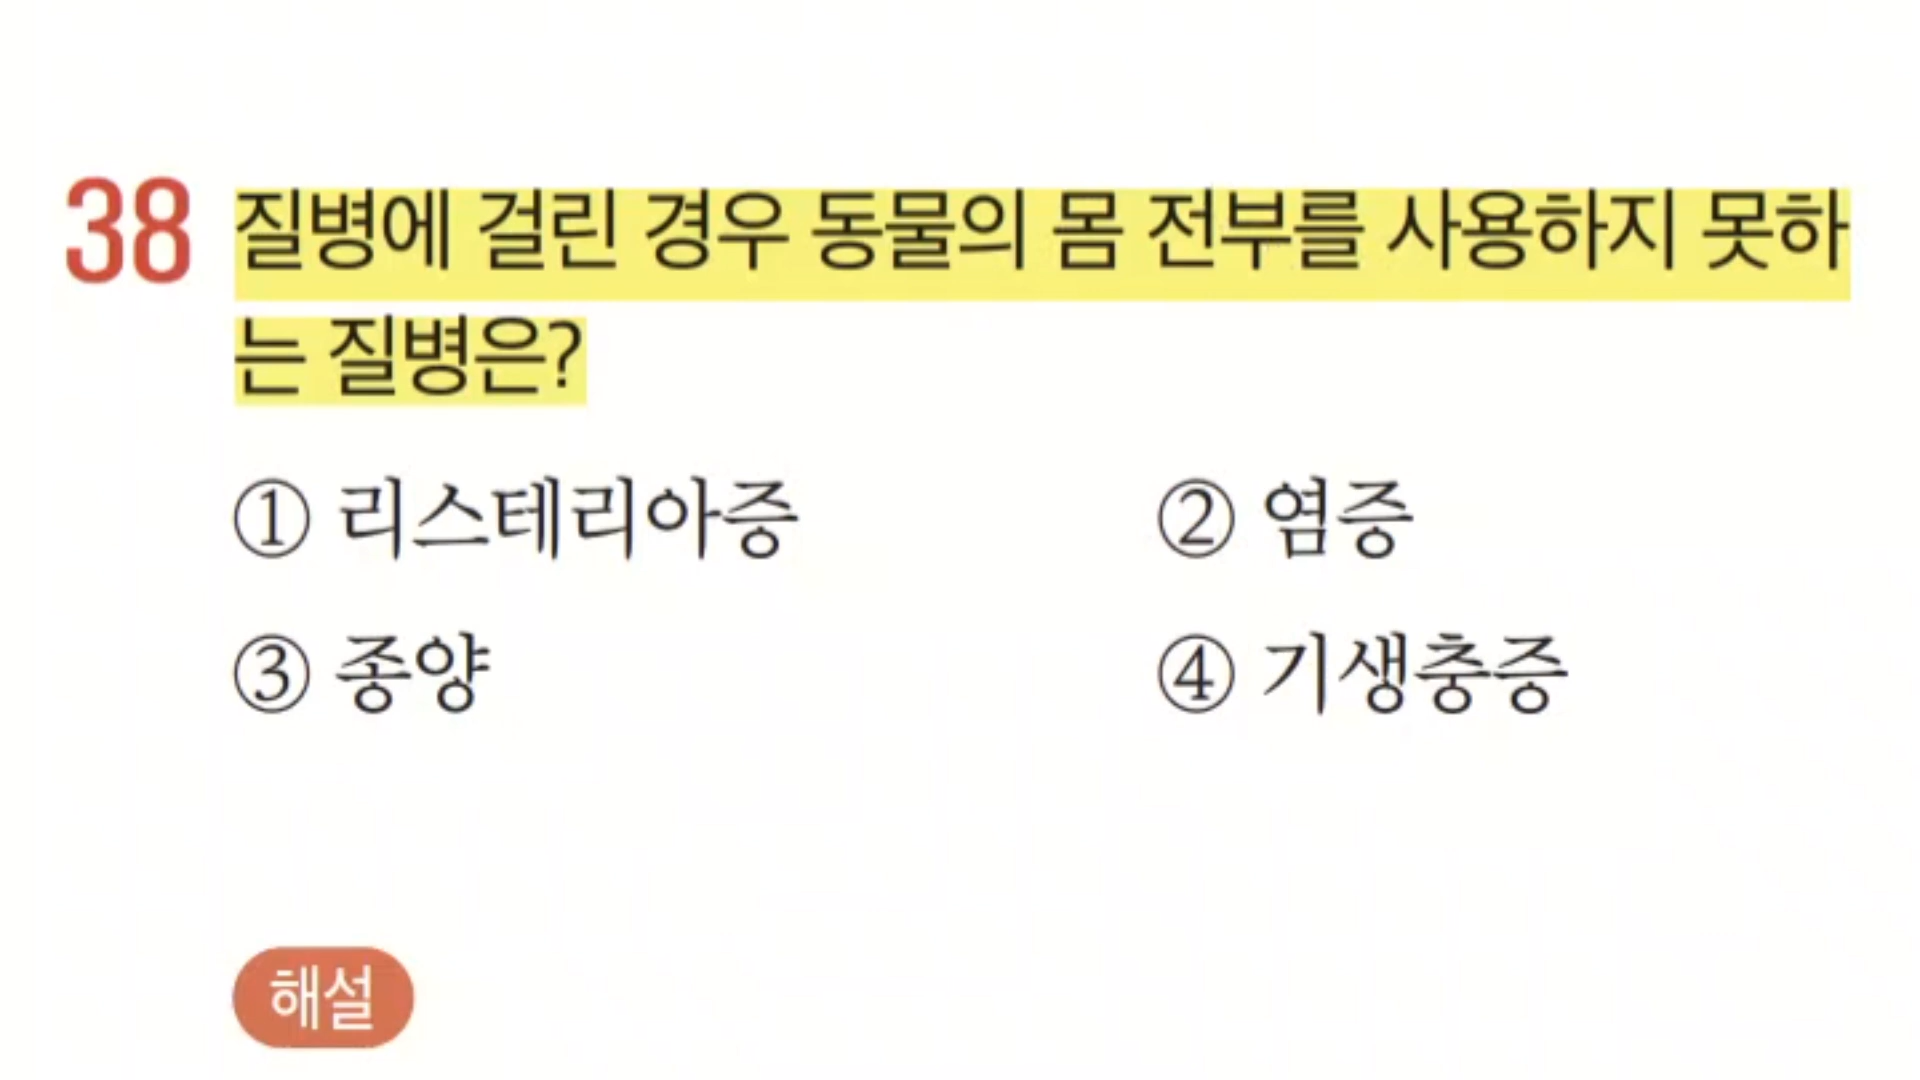 38 질병에 걸린 경우 동물의 몸 전부를 사용하지 못하
는 질병은?
① 리스테리아증 ② 염증
③ 종양 ④ 기생충증
해설